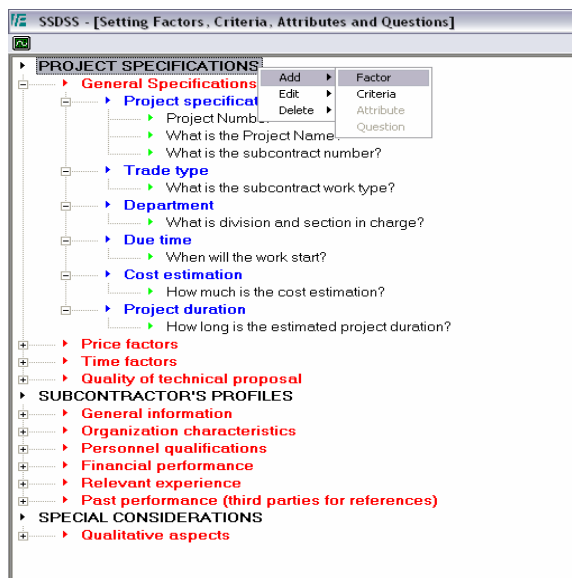 SSDSS - [Setting Factors, Criteria, Attributes and Questions]
PROJECT SPECIFICATIONS
Add Factor
General Specifications
Edit Criteria
Project specificat
Delete Attribute
Project Numbe
Question
What is the Project Name?
What is the subcontract number?
Trade type
What is the subcontract work type?
Department
What is division and section in charge?
Due time
When will the work start?
Cost estimation
How much is the cost estimation?
Project duration
How long is the estimated project duration?
Price factors
Time factors
Quality of technical proposal
SUBCONTRACTOR'S PROFILES
General information
Organization characteristics
Personnel qualifications
Financial performance
Relevant experience
Past performance (third parties for references)
SPECIAL CONSIDERATIONS
Qualitative aspects